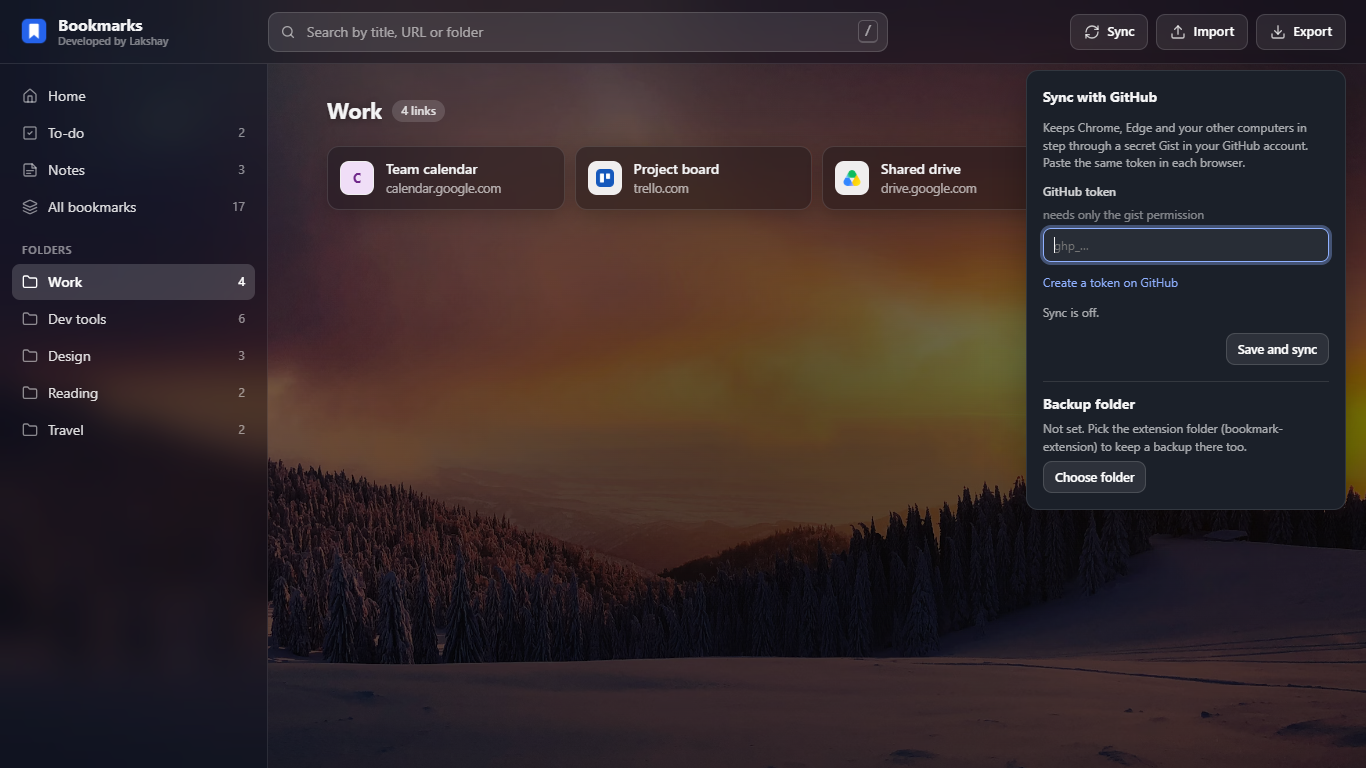 Bookmarks
Developed by Lakshay
Search by title, URL or folder
/
Sync
Import
Export
Home
To-do 2
Notes 3
All bookmarks 17
FOLDERS
Work 4
Dev tools 6
Design 3
Reading 2
Travel 2
Work 4 links
C
Team calendar
calendar.google.com
Project board
trello.com
Shared drive
drive.google.com
Sync with GitHub
Keeps Chrome, Edge and your other computers in
step through a secret Gist in your GitHub account.
Paste the same token in each browser.
GitHub token
needs only the gist permission
ghp_...
Create a token on GitHub
Sync is off.
Save and sync
Backup folder
Not set. Pick the extension folder (bookmark-
extension) to keep a backup there too.
Choose folder